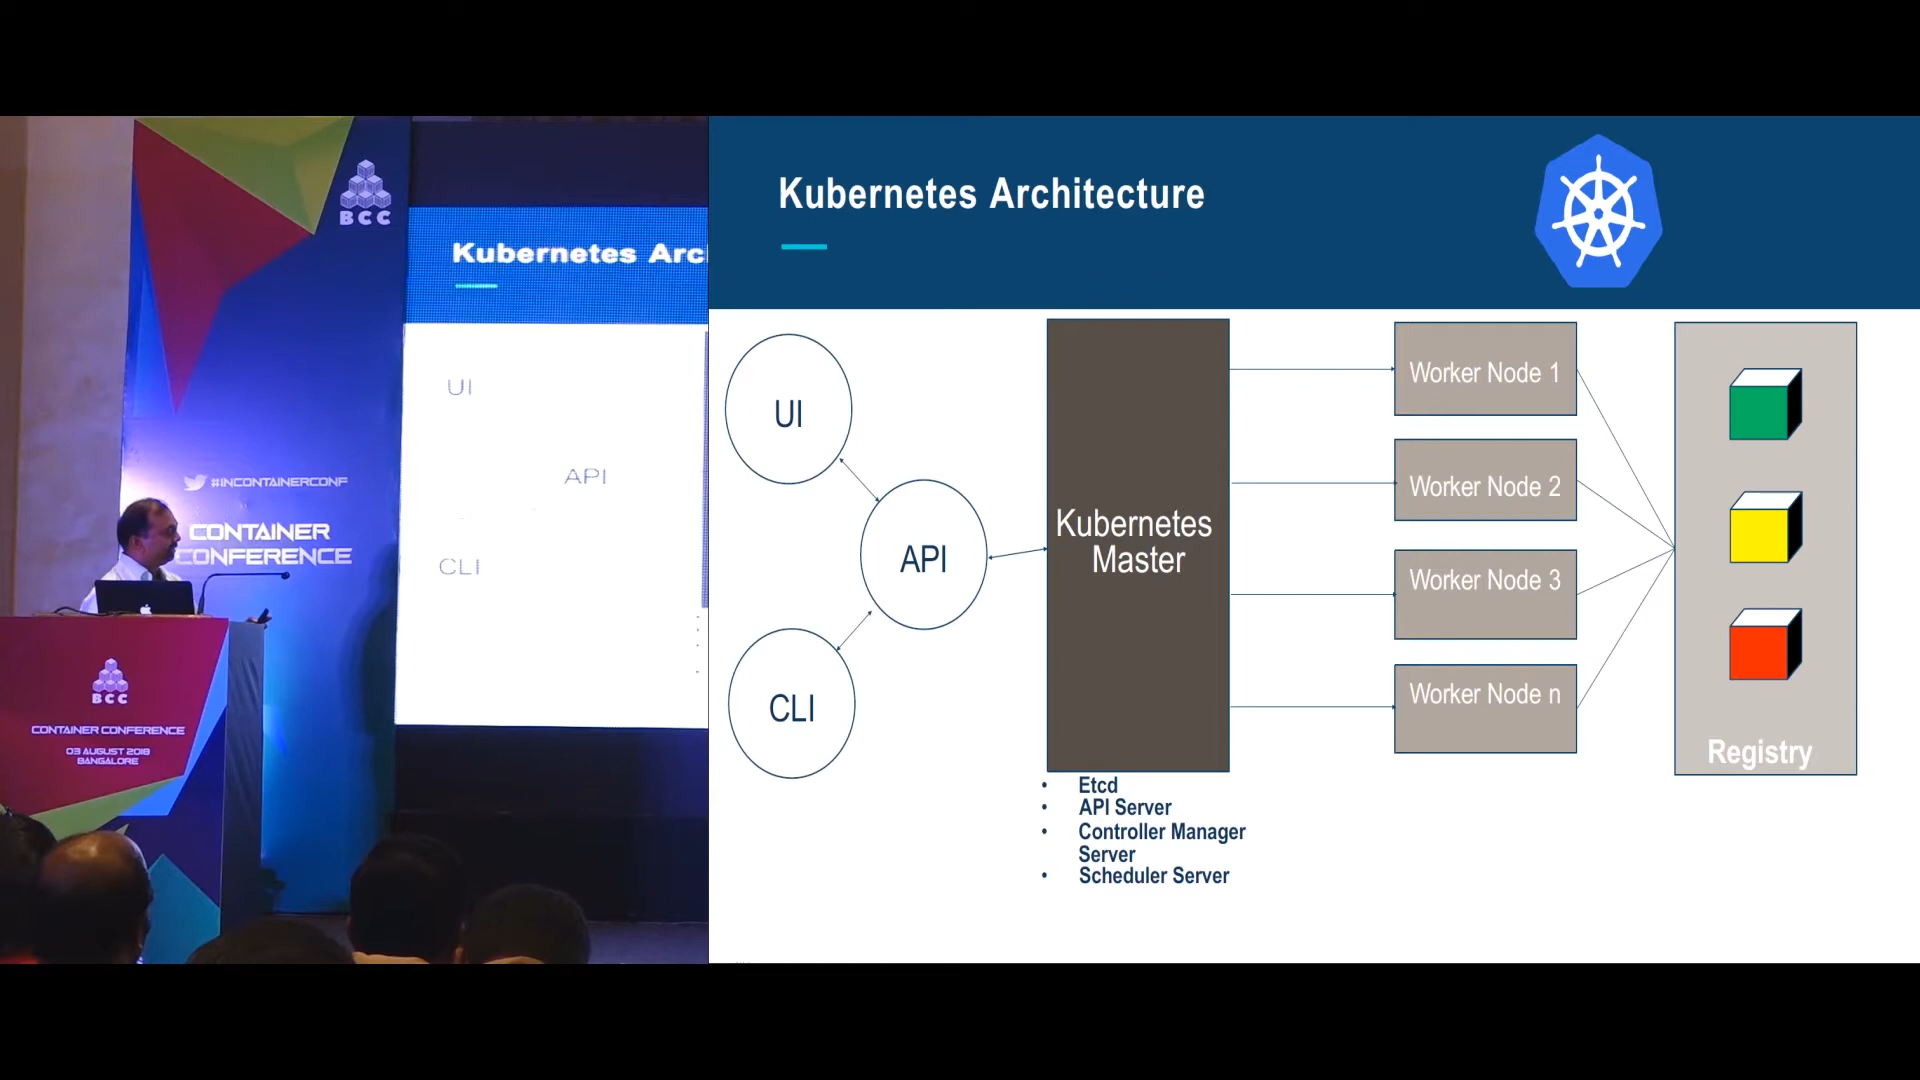 BCC
Kubernetes Arc
UI
API
CLI
#INCONTAINERCONF
CONTAINER
CONFERENCE
BCC
CONTAINER CONFERENCE
03 AUGUST 2018
BANGALORE
Kubernetes Architecture
UI
API
CLI
Kubernetes
Master
• Etcd
• API Server
• Controller Manager
Server
• Scheduler Server
Worker Node 1
Worker Node 2
Worker Node 3
Worker Node n
Registry